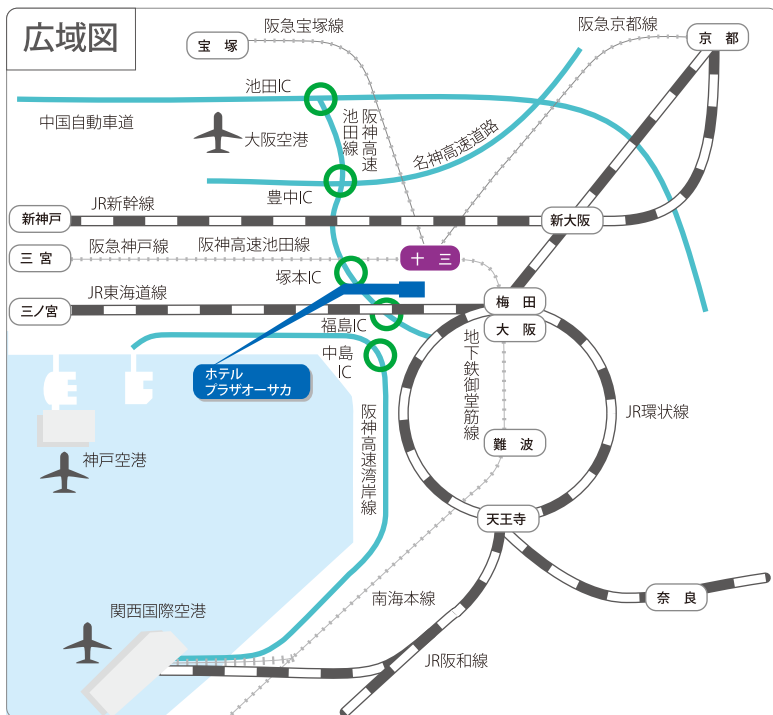 広域図
宝塚
阪急宝塚線
阪急京都線
京都
池田IC
中国自動車道
大阪空港
阪神高速
池田線
名神高速道路
豊中IC
新神戸
JR新幹線
新大阪
三宮
阪急神戸線
阪神高速池田線
十三
塚本IC
三ノ宮
JR東海道線
梅田
大阪
福島IC
中島
IC
ホテル
プラザオーサカ
地下鉄御堂筋線
JR環状線
阪神高速湾岸線
難波
神戸空港
天王寺
関西国際空港
南海本線
奈良
JR阪和線